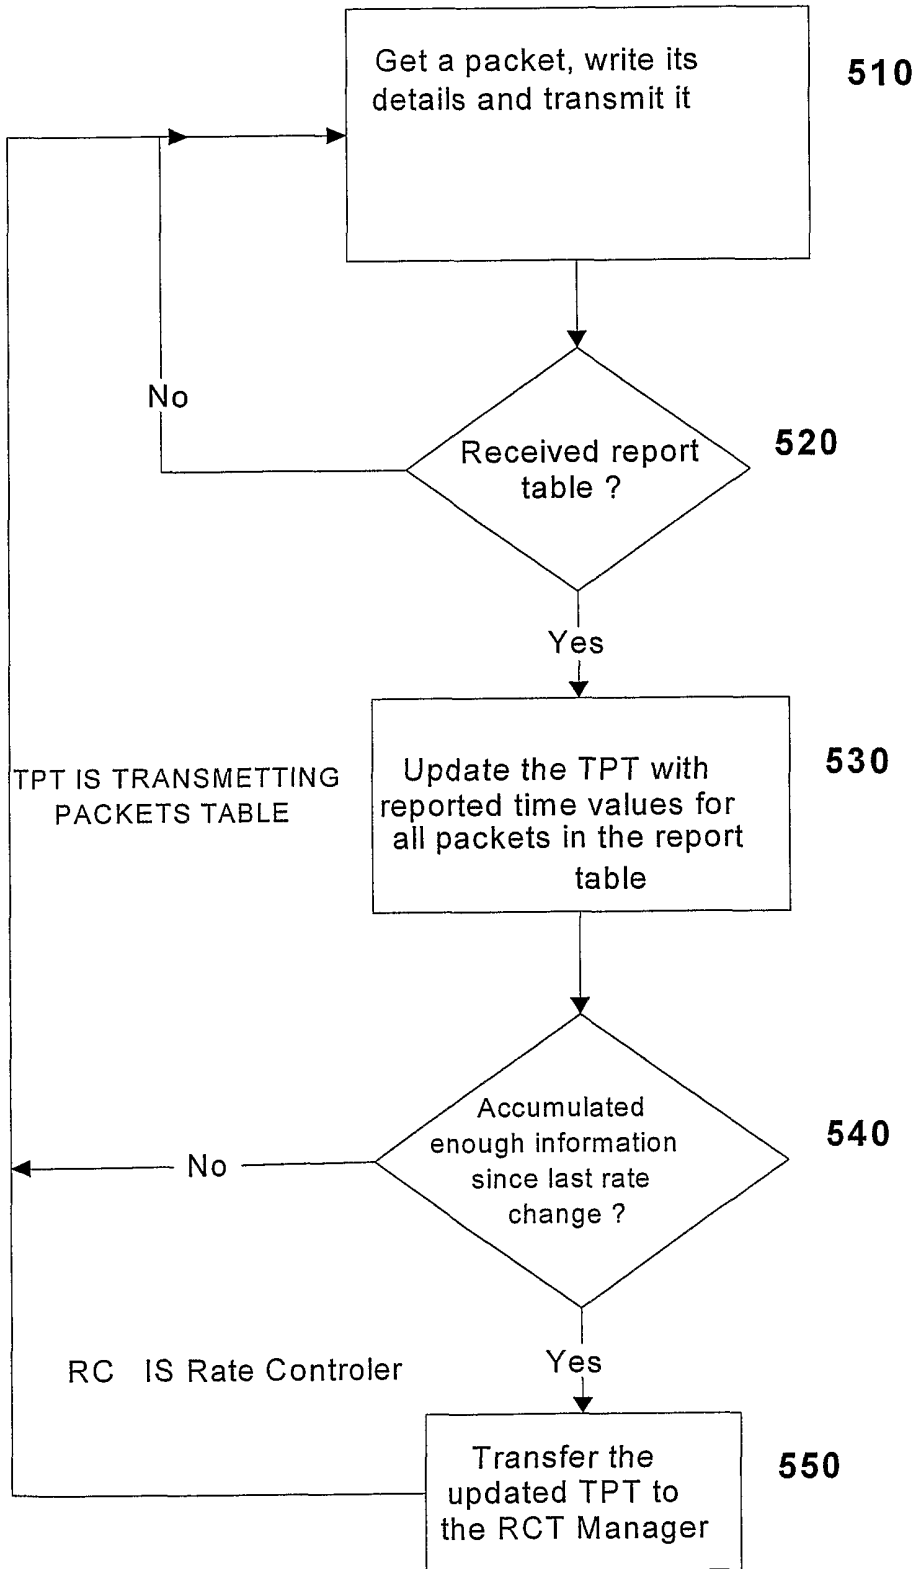 Get a packet, write its
details and transmit it
510
No
Received report
table ?
520
Yes
TPT IS TRANSMETTING
PACKETS TABLE
Update the TPT with
reported time values for
all packets in the report
table
530
Accumulated
enough information
since last rate
change ?
540
No
Yes
RC IS Rate Controler
Transfer the
updated TPT to
the RCT Manager
550